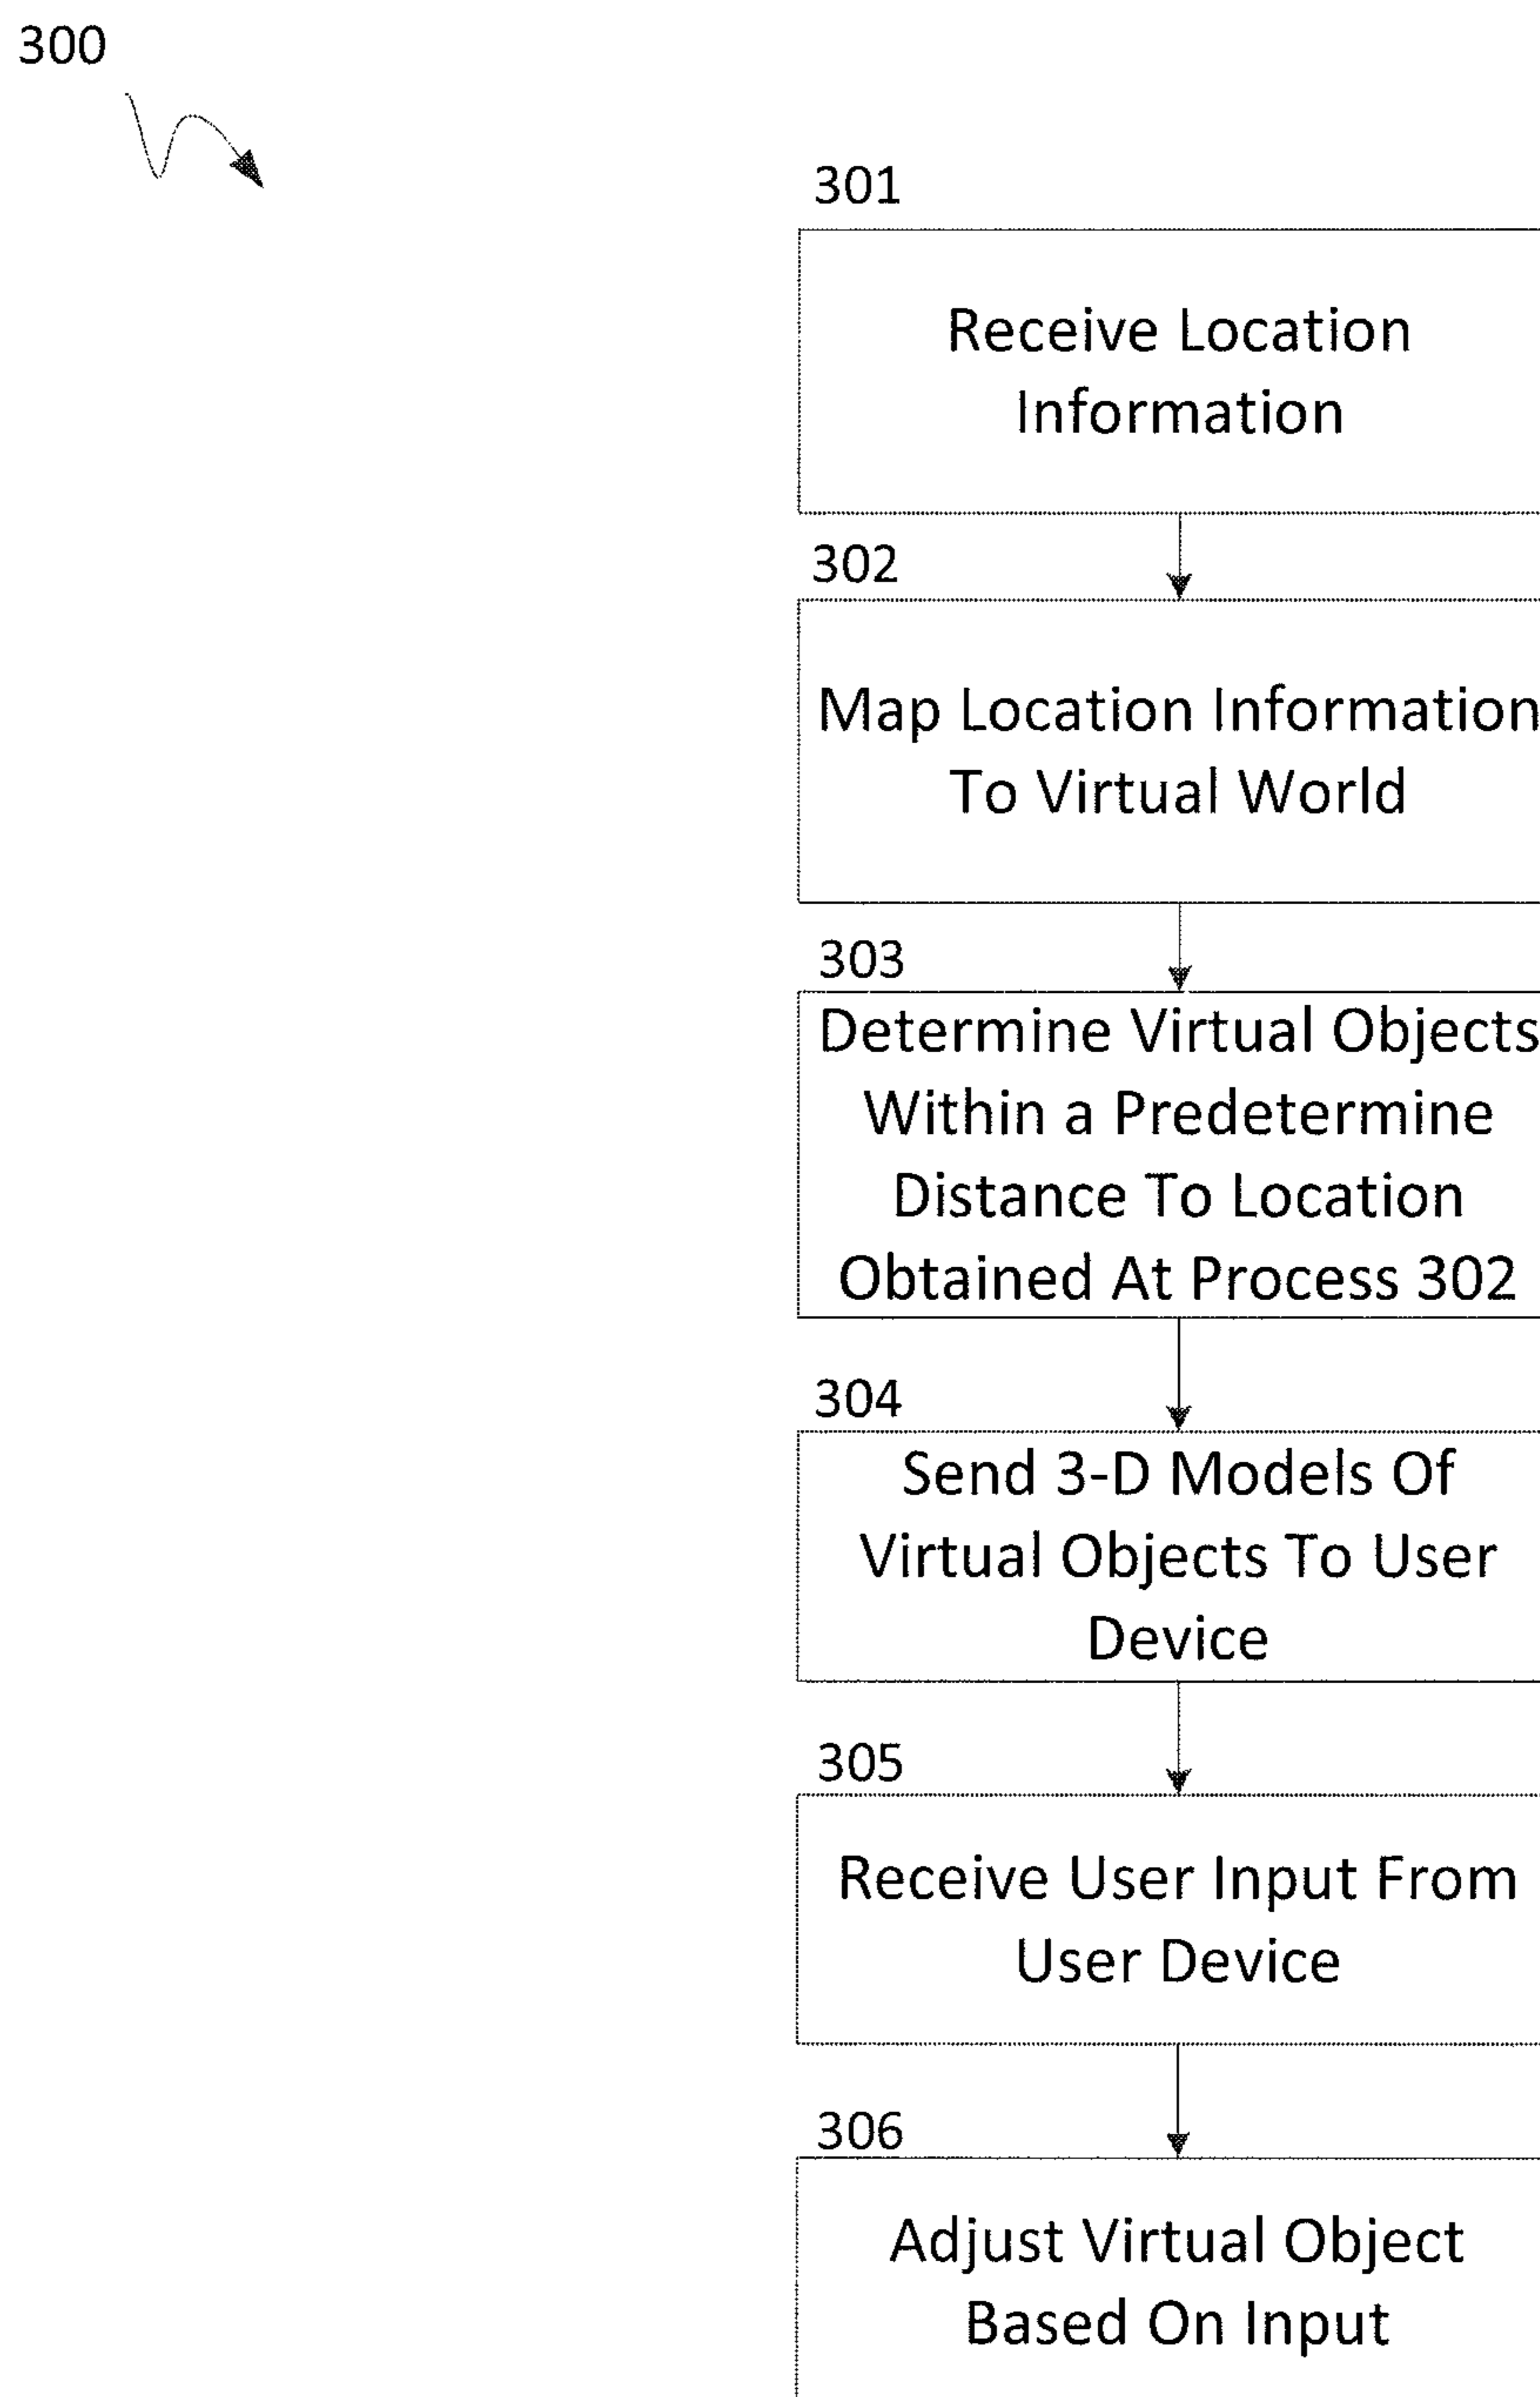 300
301
Receive Location
Information
302
Map Location Information
To Virtual World
303
Determine Virtual Objects
Within a Predetermine
Distance To Location
Obtained At Process 302
304
Send 3-D Models Of
Virtual Objects To User
Device
305
Receive User Input From
User Device
306
Adjust Virtual Object
Based On Input